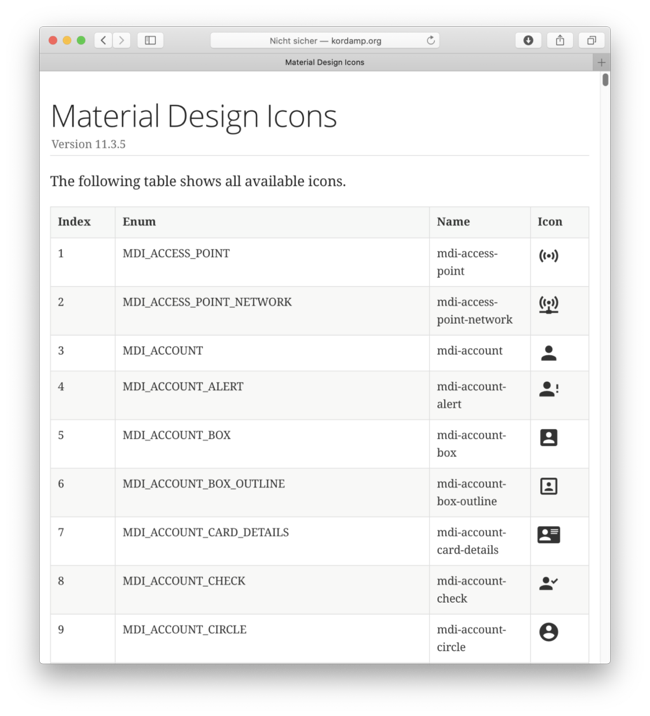 Nicht sicher — kordamp.org
Material Design Icons
Material Design Icons
Version 11.3.5
The following table shows all available icons.
Index Enum Name Icon
1 MDI_ACCESS_POINT mdi-access-
point
2 MDI_ACCESS_POINT_NETWORK mdi-access-
point-network
3 MDI_ACCOUNT mdi-account
4 MDI_ACCOUNT_ALERT mdi-account-
alert
5 MDI_ACCOUNT_BOX mdi-account-
box
6 MDI_ACCOUNT_BOX_OUTLINE mdi-account-
box-outline
7 MDI_ACCOUNT_CARD_DETAILS mdi-account-
card-details
8 MDI_ACCOUNT_CHECK mdi-account-
check
9 MDI_ACCOUNT_CIRCLE mdi-account-
circle